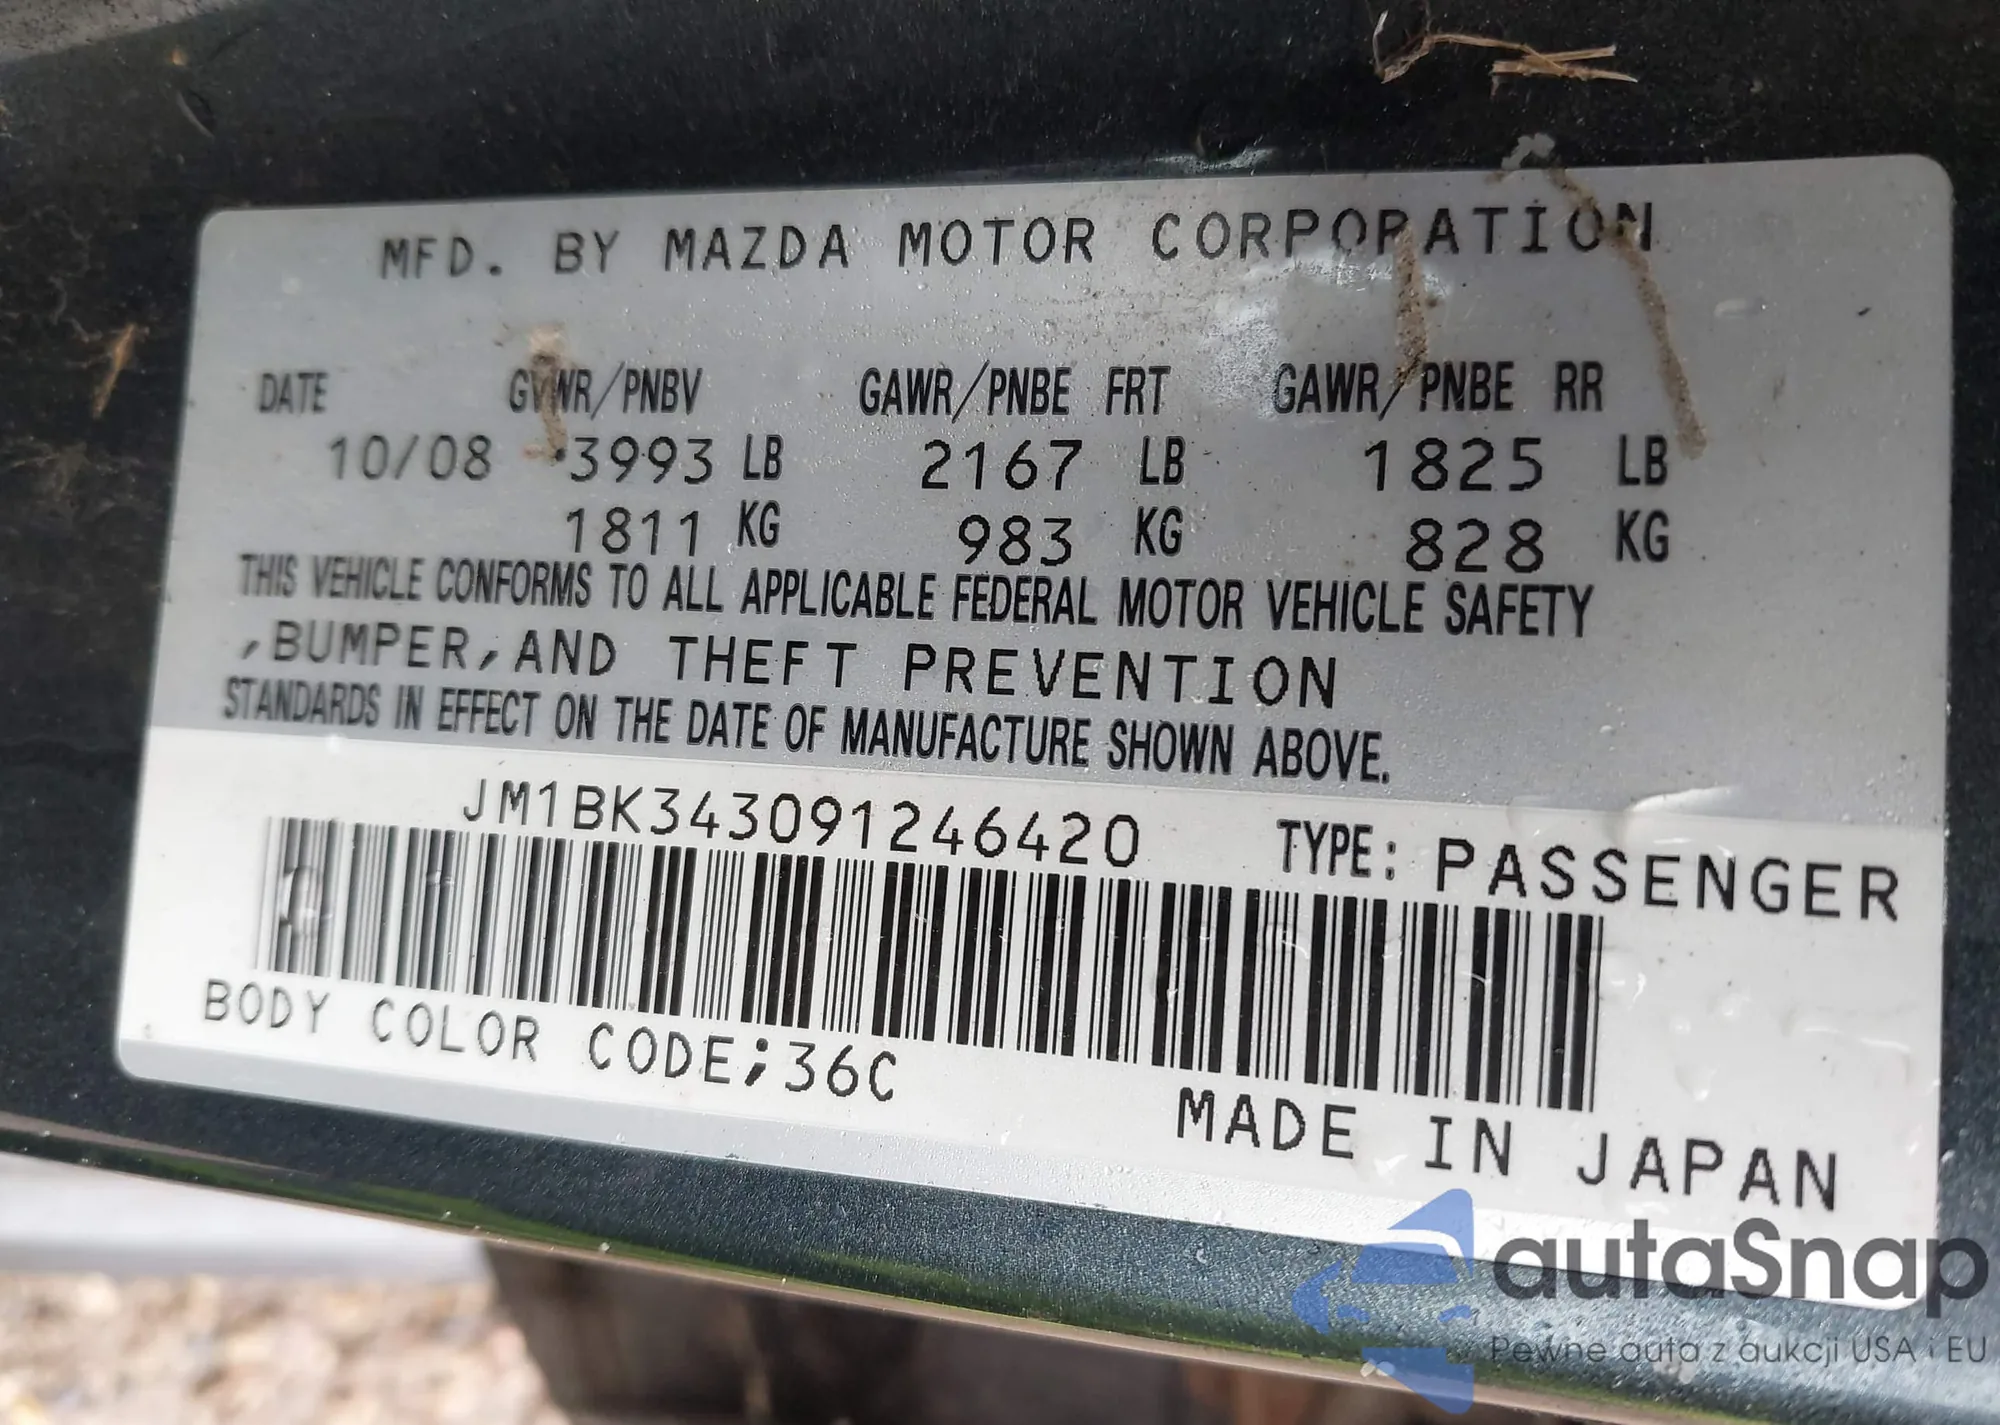 MFD. BY MAZDA MOTOR CORPORATION
DATE GVWR/PNBV GAWR/PNBE FRT GAWR/PNBE RR
10/08 3993 LB 2167 LB 1825 LB
1811 KG 983 KG 828 KG
THIS VEHICLE CONFORMS TO ALL APPLICABLE FEDERAL MOTOR VEHICLE SAFETY
,BUMPER,AND THEFT PREVENTION
STANDARDS IN EFFECT ON THE DATE OF MANUFACTURE SHOWN ABOVE.
JM1BK343091246420 TYPE: PASSENGER
BODY COLOR CODE;36C
MADE IN JAPAN
autaSnap
Pewne auta z aukcji USA i EU